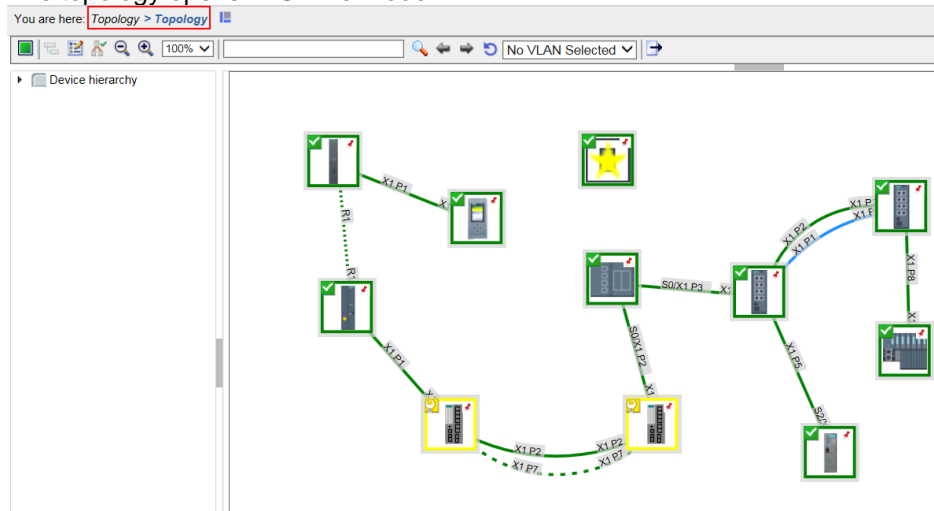 You are here: Topology > Topology
100%
No VLAN Selected
Device hierarchy
X1 P1
R1
R1
X1 P1
X1 P2
X1 P2
X1 P7
X1 P7
S0/X1 P2
X1
S0/X1 P3
X1 P2
X1 P1
X1 P8
X1 P5